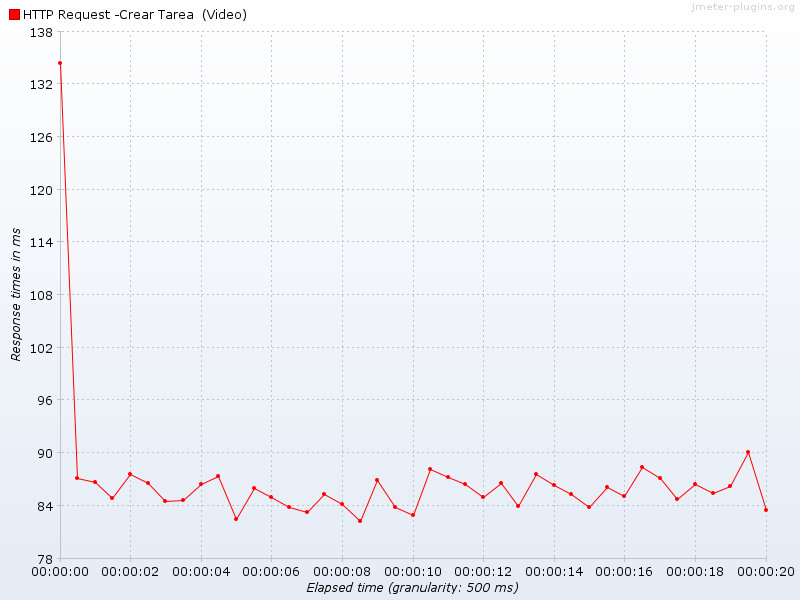 jmeter-plugins.org
HTTP Request -Crear Tarea  (Video)
138
132
126
120
114
108
102
96
90
84
78
Response times in ms
00:00:00 00:00:02 00:00:04 00:00:06 00:00:08 00:00:10 00:00:12 00:00:14 00:00:16 00:00:18 00:00:20
Elapsed time (granularity: 500 ms)